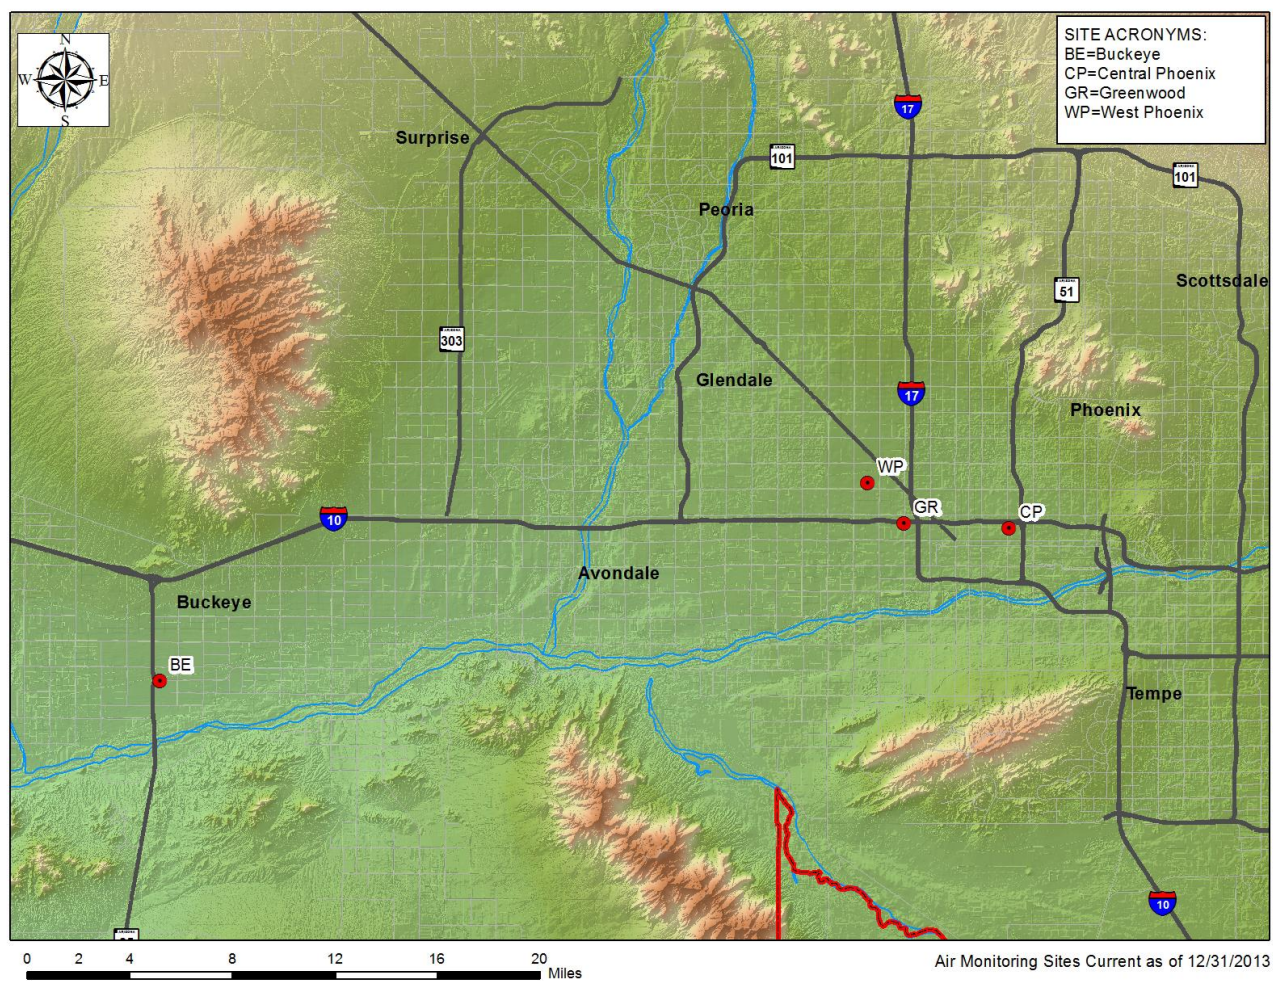 N
W E
S
SITE ACRONYMS:
BE=Buckeye
CP=Central Phoenix
GR=Greenwood
WP=West Phoenix
17
Surprise
101
101
Peoria
Scottsdale
51
303
Glendale
17
Phoenix
WP
GR
CP
10
Avondale
Buckeye
BE
Tempe
10
0 2 4 8 12 16 20
Miles
Air Monitoring Sites Current as of 12/31/2013